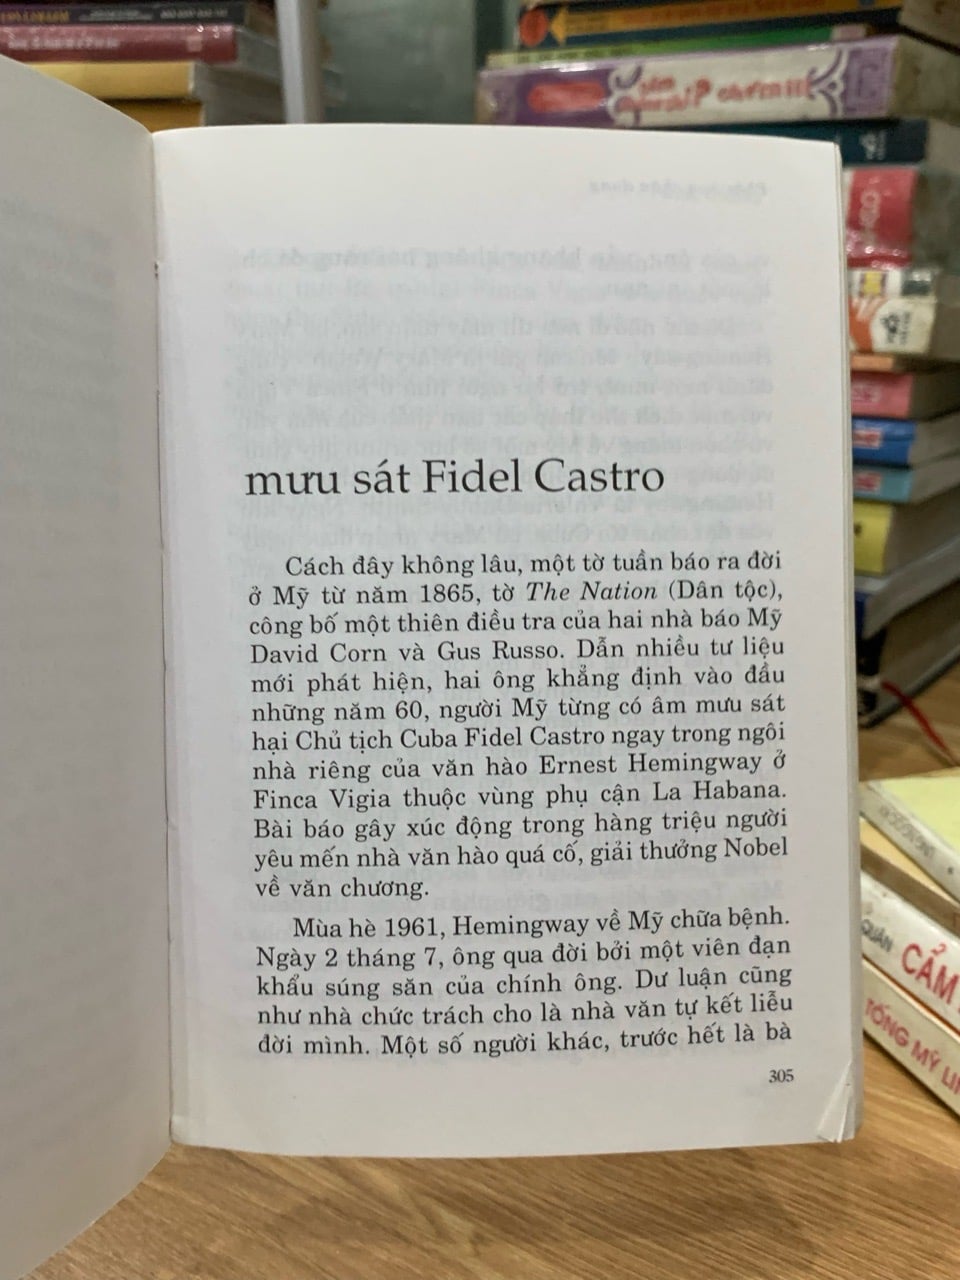 mưu sát Fidel Castro
Cách đây không lâu, một tờ tuần báo ra đời
ở Mỹ từ năm 1865, tờ The Nation (Dân tộc),
công bố một thiên điều tra của hai nhà báo Mỹ
David Corn và Gus Russo. Dẫn nhiều tư liệu
mới phát hiện, hai ông khẳng định vào đầu
những năm 60, người Mỹ từng có âm mưu sát
hại Chủ tịch Cuba Fidel Castro ngay trong ngôi
nhà riêng của văn hào Ernest Hemingway ở
Finca Vigia thuộc vùng phụ cận La Habana.
Bài báo gây xúc động trong hàng triệu người
yêu mến nhà văn hào quá cố, giải thưởng Nobel
về văn chương.
Mùa hè 1961, Hemingway về Mỹ chữa bệnh.
Ngày 2 tháng 7, ông qua đời bởi một viên đạn
khẩu súng săn của chính ông. Dư luận cũng
như nhà chức trách cho là nhà văn tự kết liễu
đời mình. Một số người khác, trước hết là bà
305
QUÂN
CẨM
TỐNG MỸ LI